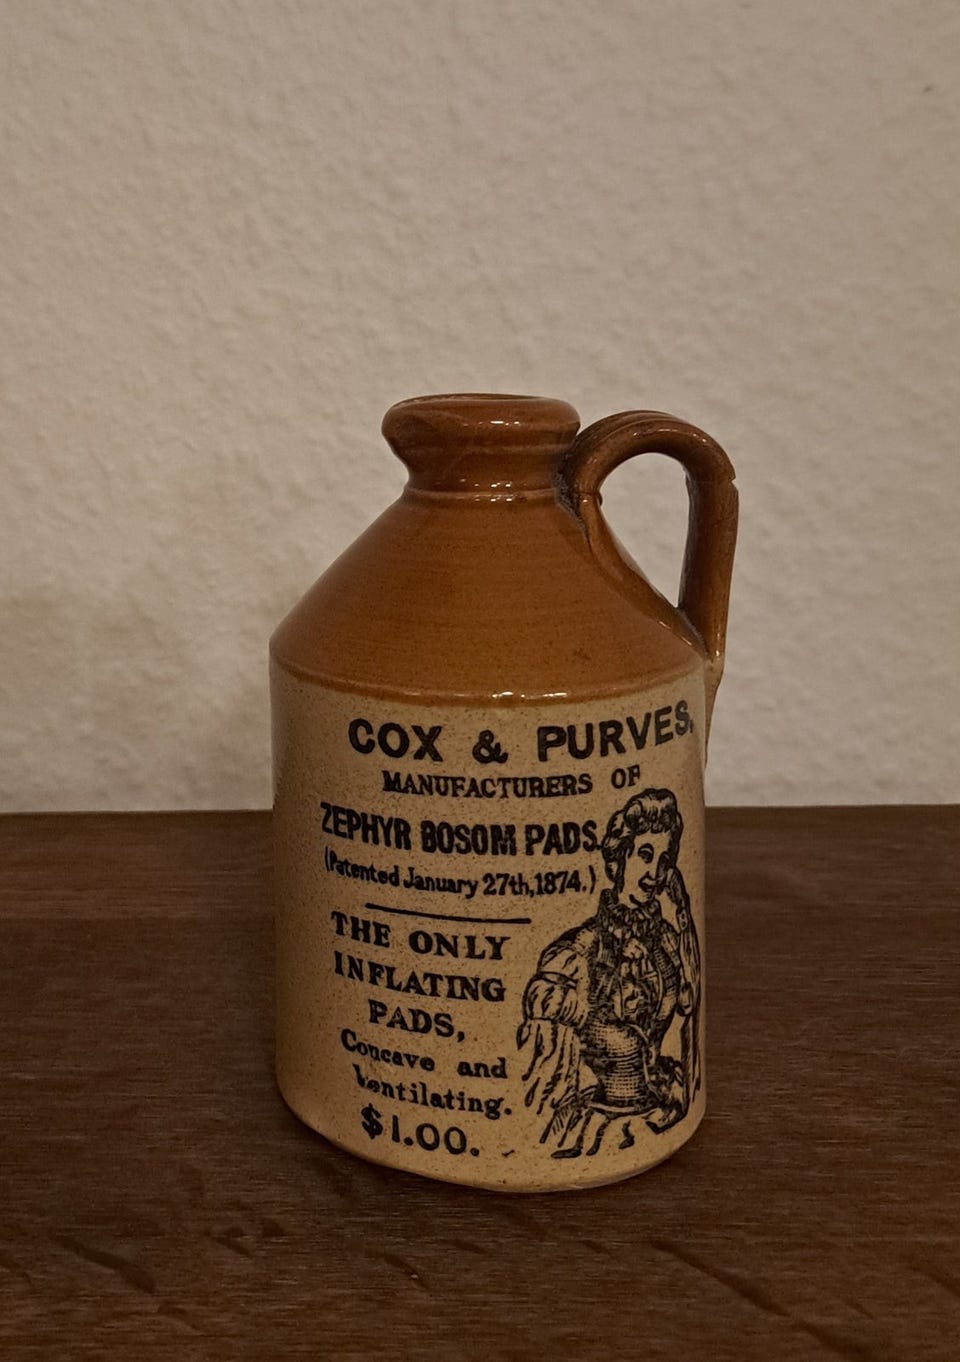 COX & PURVES,
MANUFACTURERS OF
ZEPHYR BOSOM PADS.
(Patented January 27th, 1874.)
THE ONLY
INFLATING
PADS,
Concave and
Ventilating.
$1.00.